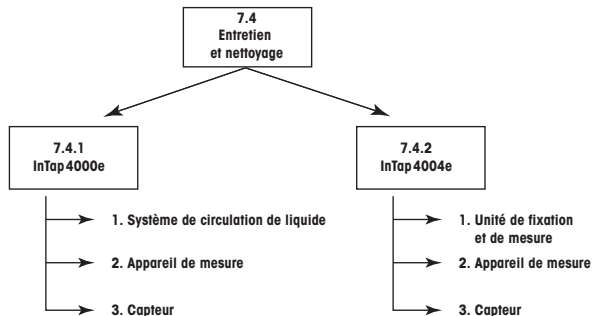 7.4
Entretien
et nettoyage
7.4.1
InTap 4000e
7.4.2
InTap 4004e
1. Système de circulation de liquide
2. Appareil de mesure
3. Capteur
1. Unité de fixation
et de mesure
2. Appareil de mesure
3. Capteur